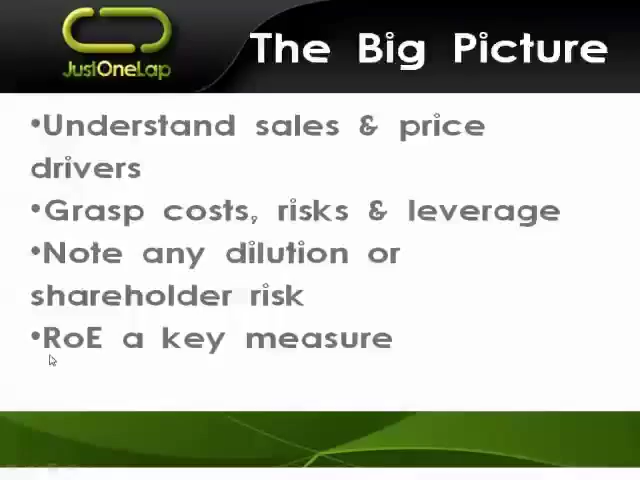 The Big Picture
JustOneLap
•Understand sales & price
drivers
•Grasp costs, risks & leverage
•Note any dilution or
shareholder risk
•RoE a key measure